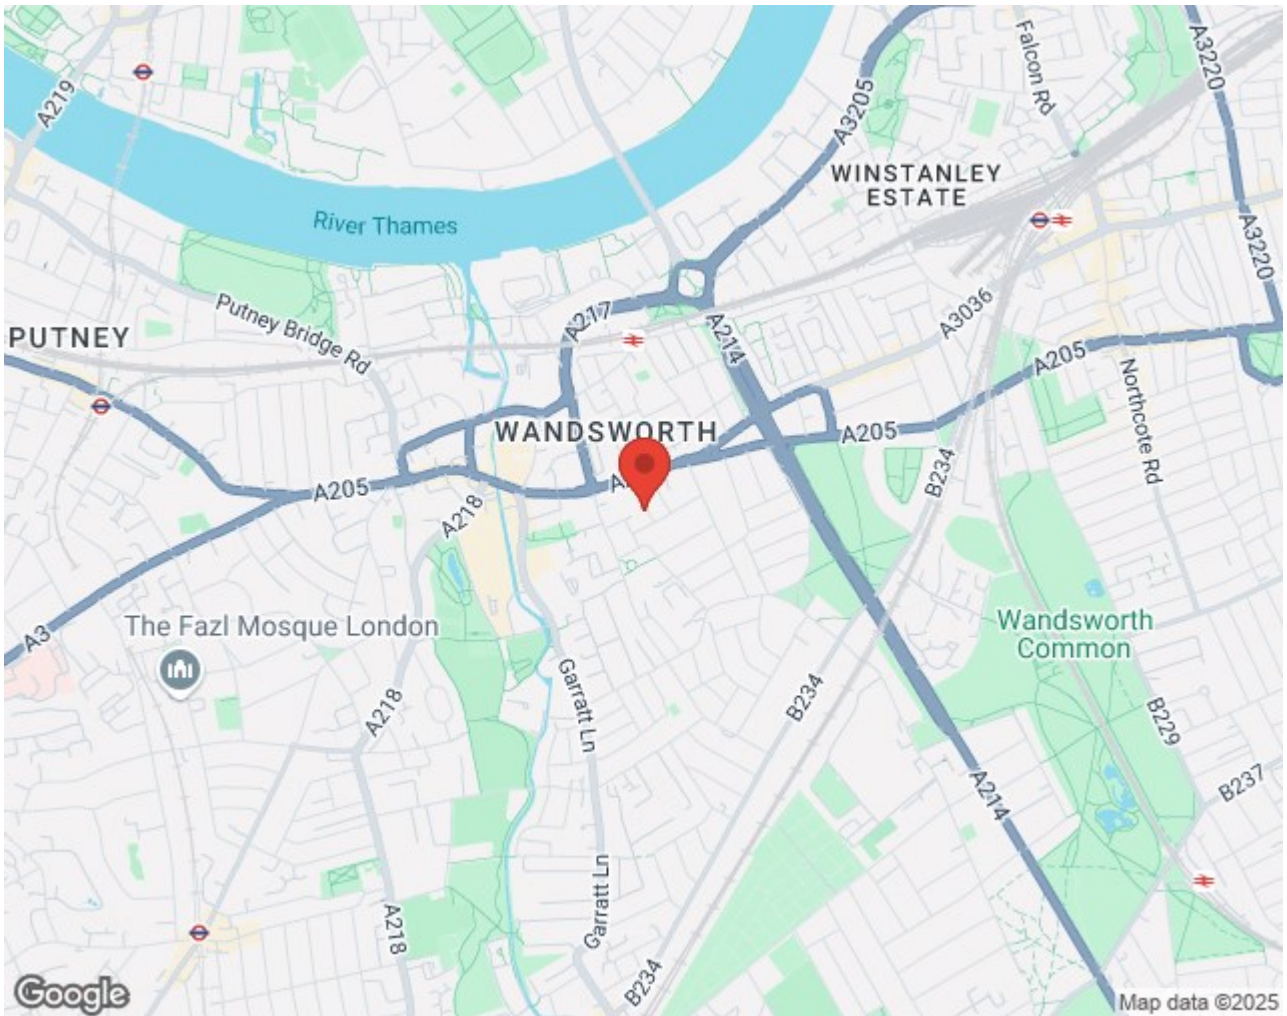 A219
Falcon Rd
A3220
A3205
WINSTANLEY
ESTATE
River Thames
A3220
Putney Bridge Rd
A217
A3036
PUTNEY
A214
A205
Northcote Rd
WANDSWORTH
A205
B234
A205
A218
A3
The Fazl Mosque London
Wandsworth
Common
Garratt Ln
A218
B234
B229
A214
B237
Garratt Ln
A218
B234
Google
Map data ©2025